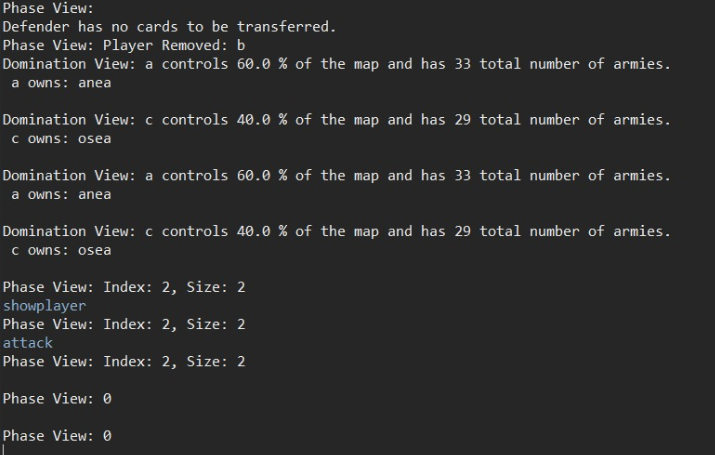 Phase View:
Defender has no cards to be transferred.
Phase View: Player Removed: b
Domination View: a controls 60.0 % of the map and has 33 total number of armies.
 a owns: anea
Domination View: c controls 40.0 % of the map and has 29 total number of armies.
 c owns: osea
Domination View: a controls 60.0 % of the map and has 33 total number of armies.
 a owns: anea
Domination View: c controls 40.0 % of the map and has 29 total number of armies.
 c owns: osea
Phase View: Index: 2, Size: 2
showplayer
Phase View: Index: 2, Size: 2
attack
Phase View: Index: 2, Size: 2
Phase View: 0
Phase View: 0